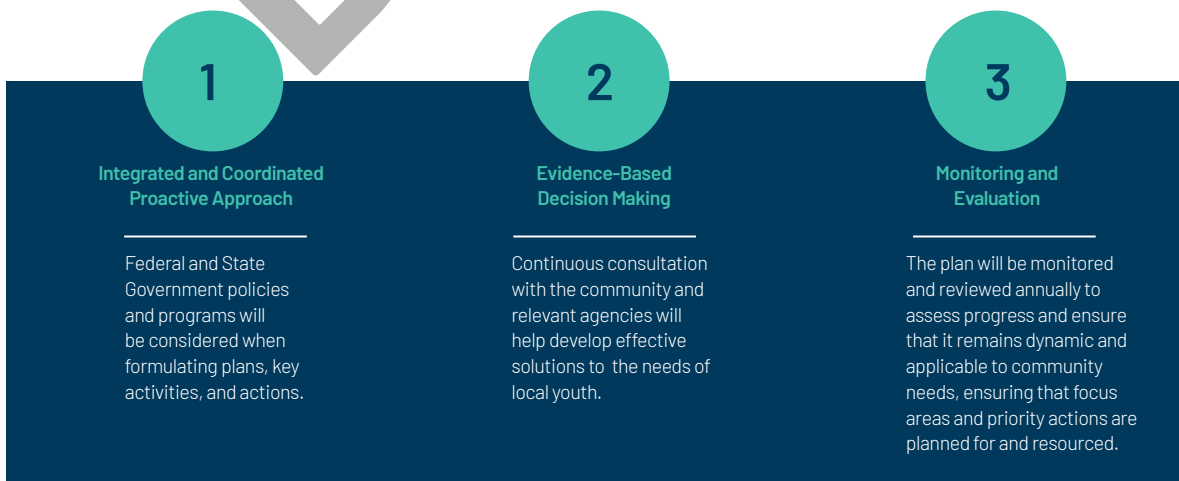 1
Integrated and Coordinated
Proactive Approach
Federal and State
Government policies
and programs will
be considered when
formulating plans, key
activities, and actions.
2
Evidence-Based
Decision Making
Continuous consultation
with the community and
relevant agencies will
help develop effective
solutions to  the needs of
local youth.
3
Monitoring and
Evaluation
The plan will be monitored
and reviewed annually to
assess progress and ensure
that it remains dynamic and
applicable to community
needs, ensuring that focus
areas and priority actions are
planned for and resourced.